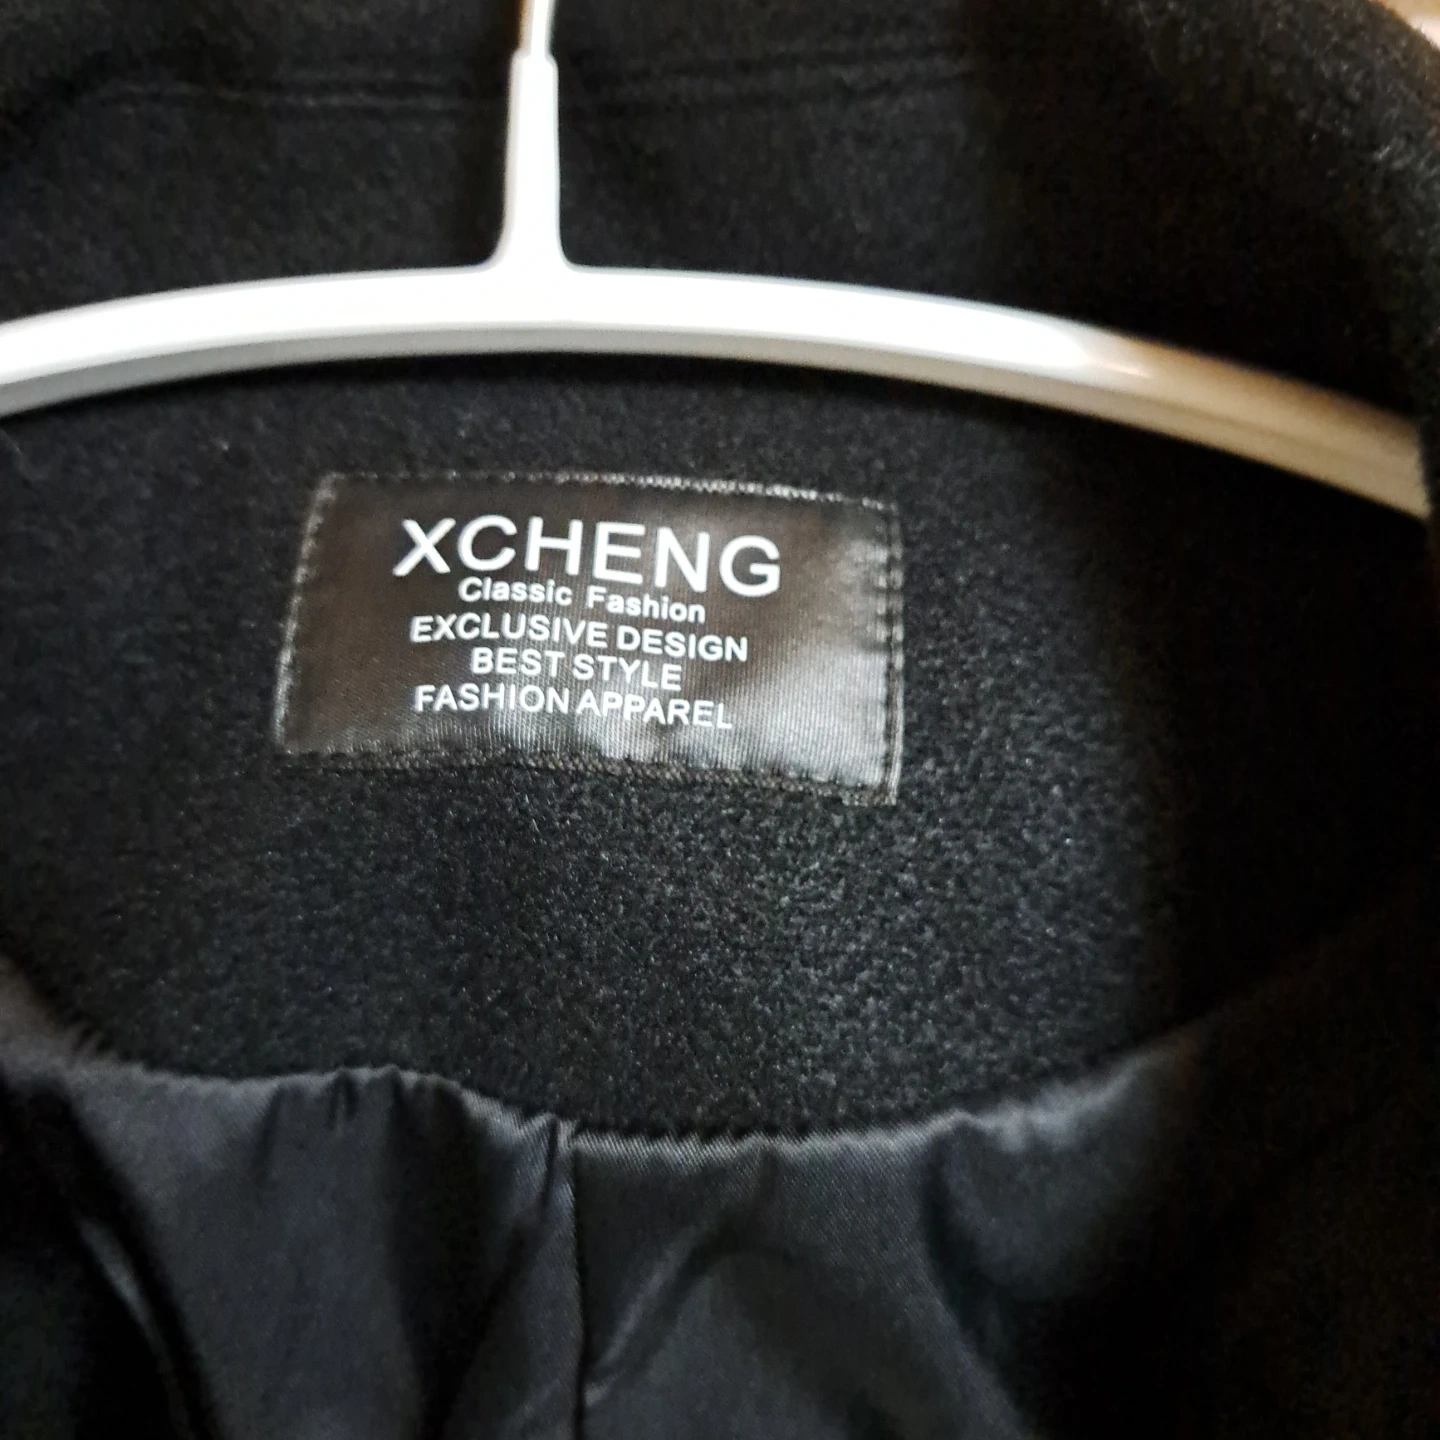 XCHENG
Classic Fashion
EXCLUSIVE DESIGN
BEST STYLE
FASHION APPAREL